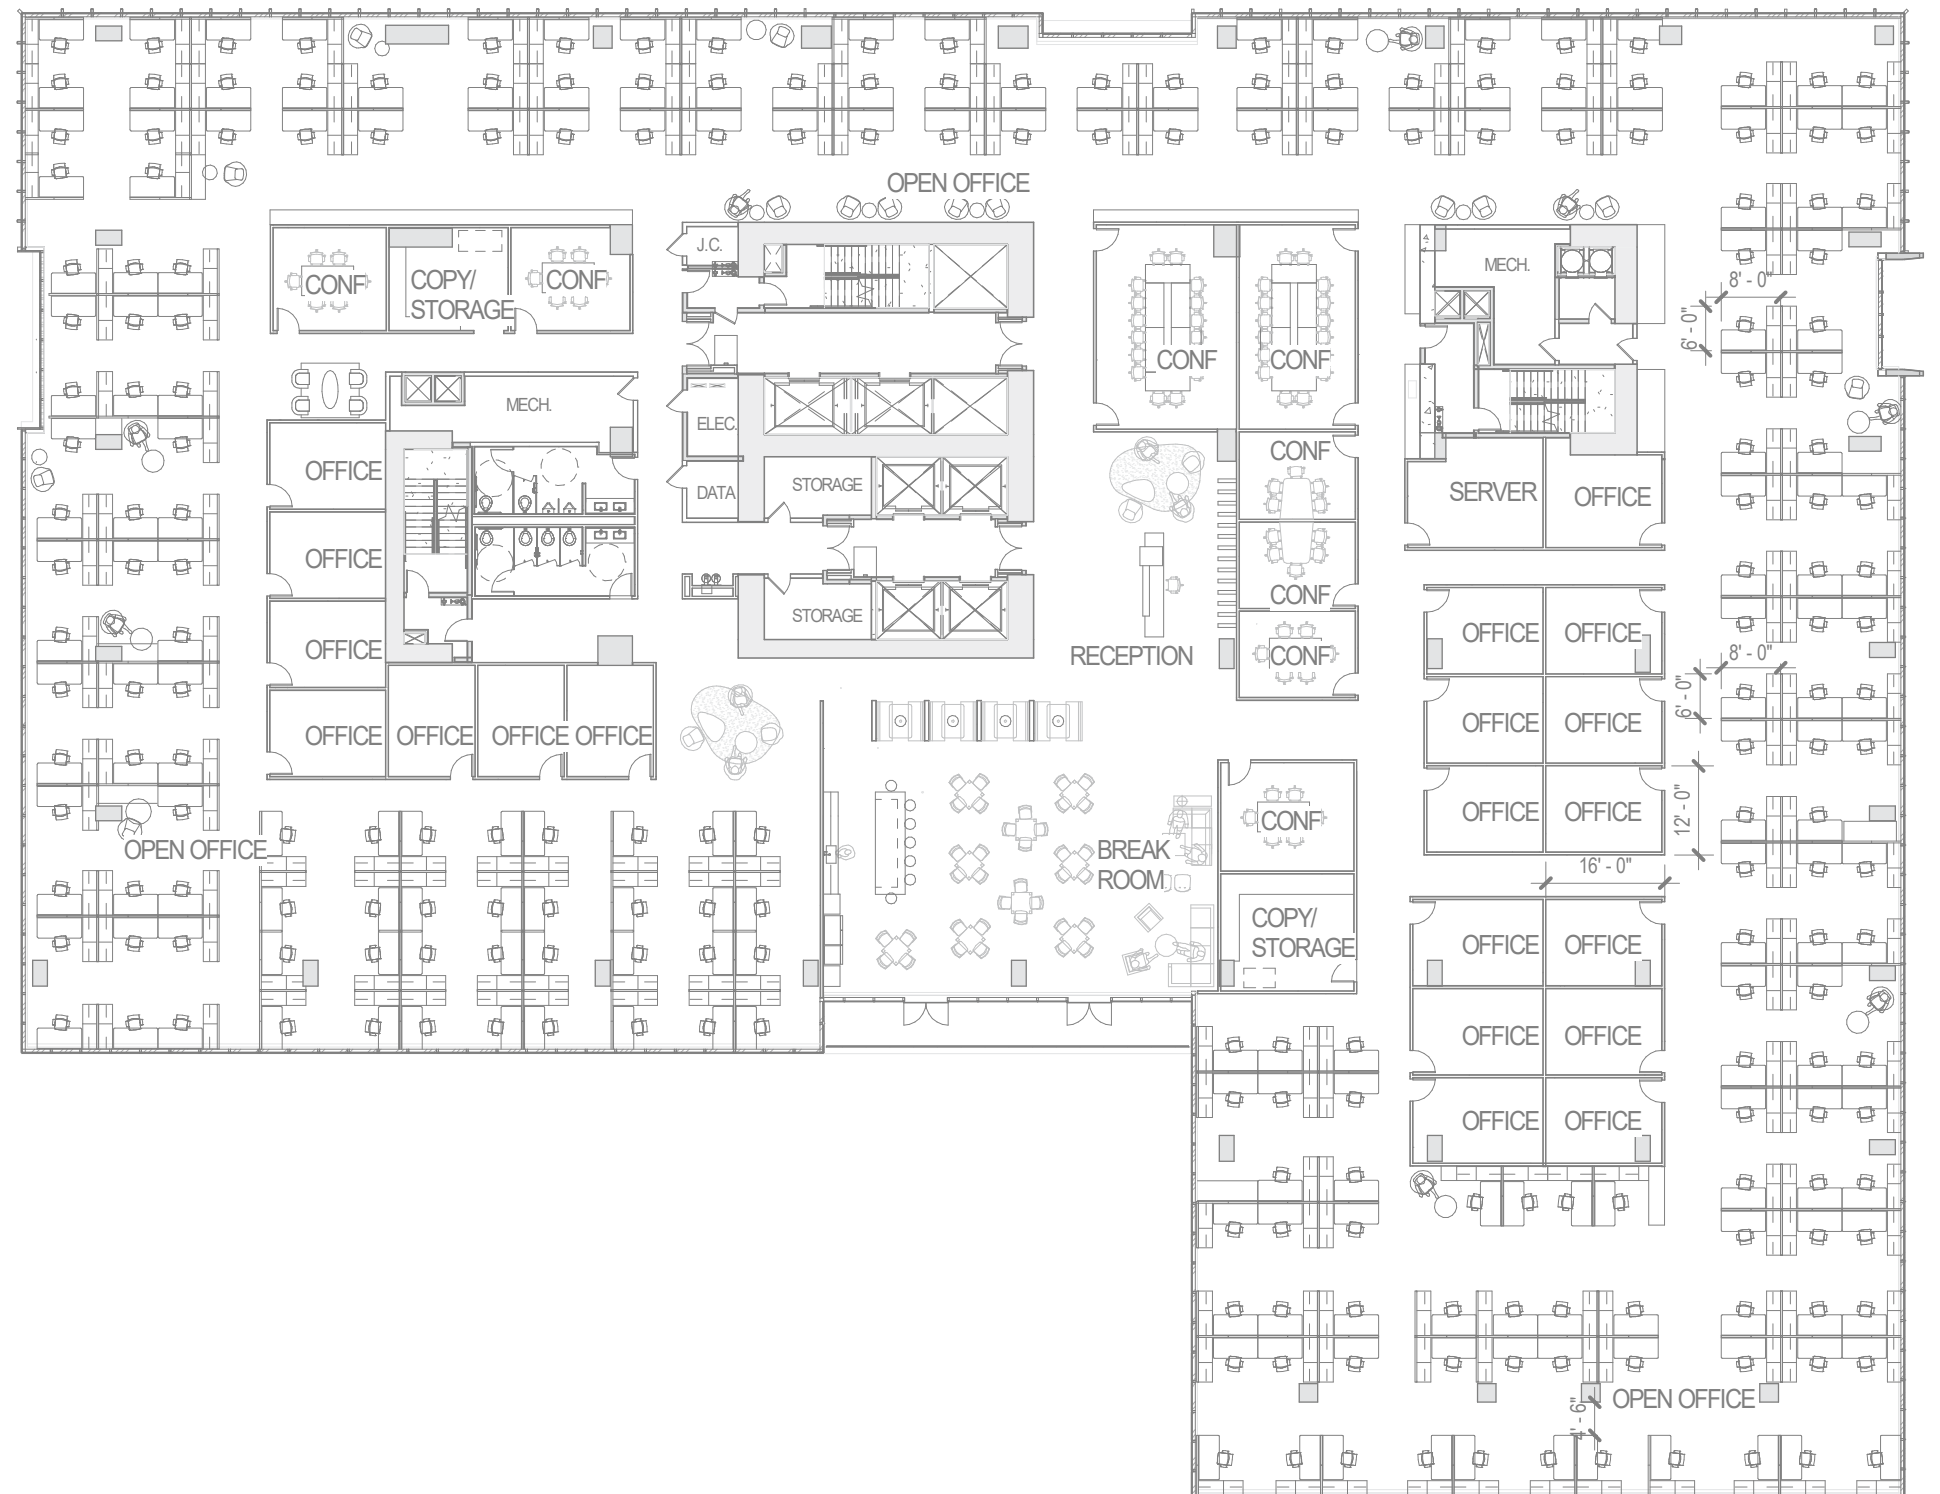 OPEN OFFICE
J.C.
CONF
COPY/
STORAGE
CONF
MECH.
8' - 0"
6' - 0"
CONF
CONF
MECH.
ELEC.
CONF
OFFICE
DATA
STORAGE
SERVER
OFFICE
OFFICE
CONF
STORAGE
OFFICE
OFFICE
OFFICE
RECEPTION
CONF
8' - 0"
6' - 0"
OFFICE
OFFICE
OFFICE
OFFICE
OFFICE
OFFICE
12' - 0"
OFFICE
OFFICE
CONF
OPEN OFFICE
BREAK
ROOM
16' - 0"
COPY/
STORAGE
OFFICE
OFFICE
OFFICE
OFFICE
OFFICE
OFFICE
OPEN OFFICE
4' - 6"